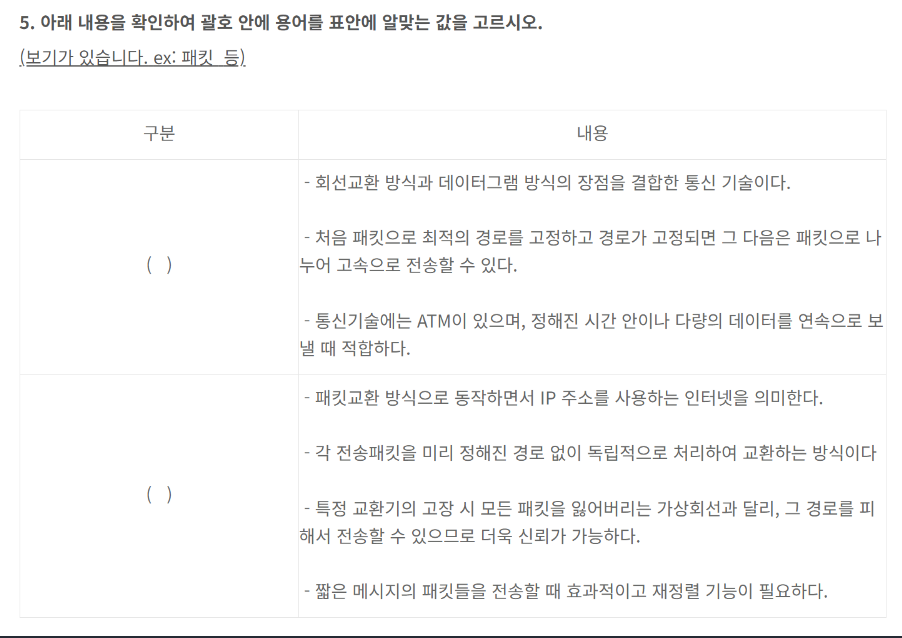 5. 아래 내용을 확인하여 괄호 안에 용어를 표안에 알맞는 값을 고르시오.
(보기가 있습니다. ex: 패킷 등)
구분 내용
( )
- 회선교환 방식과 데이터그램 방식의 장점을 결합한 통신 기술이다.
- 처음 패킷으로 최적의 경로를 고정하고 경로가 고정되면 그 다음은 패킷으로 나
누어 고속으로 전송할 수 있다.
- 통신기술에는 ATM이 있으며, 정해진 시간 안이나 다량의 데이터를 연속으로 보
낼 때 적합하다.
( )
- 패킷교환 방식으로 동작하면서 IP 주소를 사용하는 인터넷을 의미한다.
- 각 전송패킷을 미리 정해진 경로 없이 독립적으로 처리하여 교환하는 방식이다
- 특정 교환기의 고장 시 모든 패킷을 잃어버리는 가상회선과 달리, 그 경로를 피
해서 전송할 수 있으므로 더욱 신뢰가 가능하다.
- 짧은 메시지의 패킷들을 전송할 때 효과적이고 재정렬 기능이 필요하다.